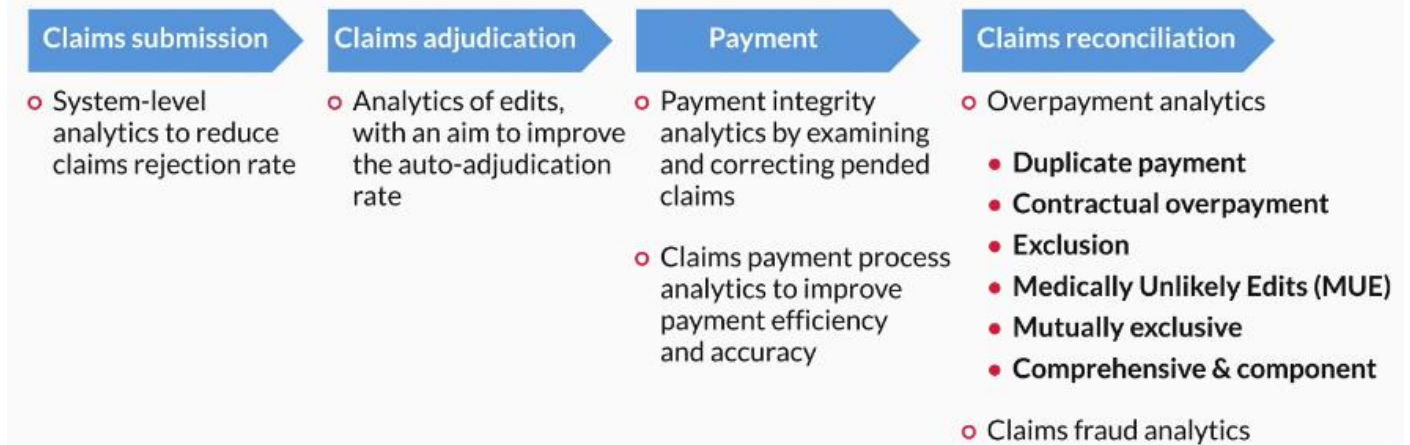 Claims submission
System-level
analytics to reduce
claims rejection rate
Claims adjudication
Analytics of edits,
with an aim to improve
the auto-adjudication
rate
Payment
Payment integrity
analytics by examining
and correcting pended
claims
Claims payment process
analytics to improve
payment efficiency
and accuracy
Claims reconciliation
Overpayment analytics
Duplicate payment
Contractual overpayment
Exclusion
Medically Unlikely Edits (MUE)
Mutually exclusive
Comprehensive & component
Claims fraud analytics